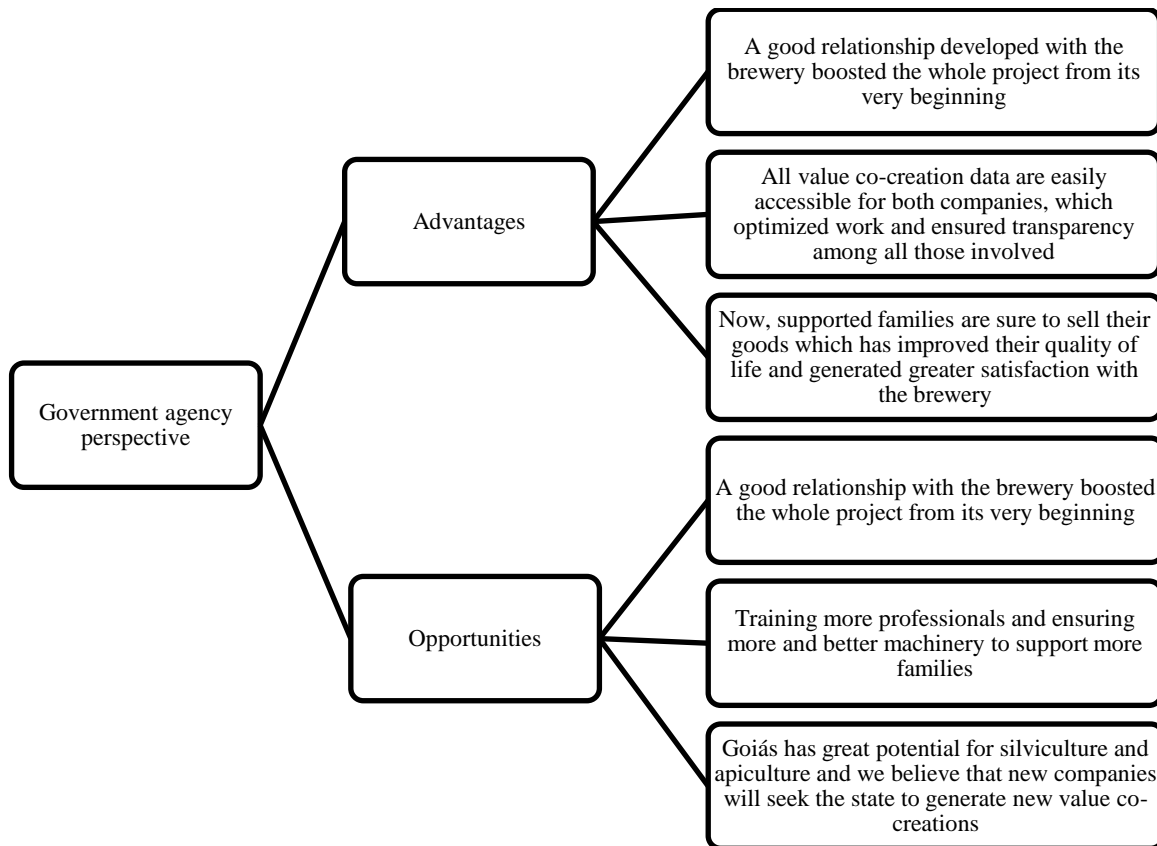 Government agency
perspective
Advantages
A good relationship developed with the
brewery boosted the whole project from its
very beginning
All value co-creation data are easily
accessible for both companies, which
optimized work and ensured transparency
among all those involved
Now, supported families are sure to sell their
goods which has improved their quality of
life and generated greater satisfaction with
the brewery
Opportunities
A good relationship with the brewery boosted
the whole project from its very beginning
Training more professionals and ensuring
more and better machinery to support more
families
Goiás has great potential for silviculture and
apiculture and we believe that new companies
will seek the state to generate new value co-
creations